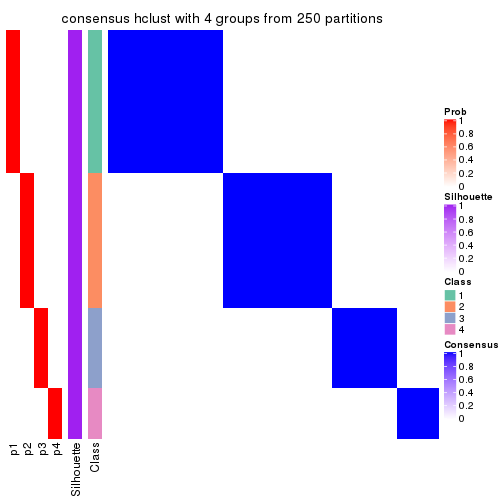 consensus hclust with 4 groups from 250 partitions
Prob
1
0.8
0.6
0.4
0.2
0
Silhouette
1
0.8
0.6
0.4
0.2
0
Class
1
2
3
4
Consensus
1
0.8
0.6
0.4
0.2
0
p1
p2
p3
p4
Silhouette
Class